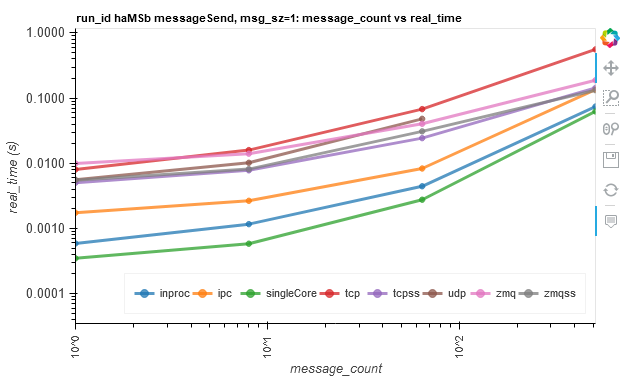 run_id haMSb messageSend, msg_sz=1: message_count vs real_time
1.0000
0.1000
0.0100
0.0010
0.0001
real_time (s)
inproc ipc singleCore tcp tcpss udp zmq zmqss
10^0 10^1 10^2
message_count